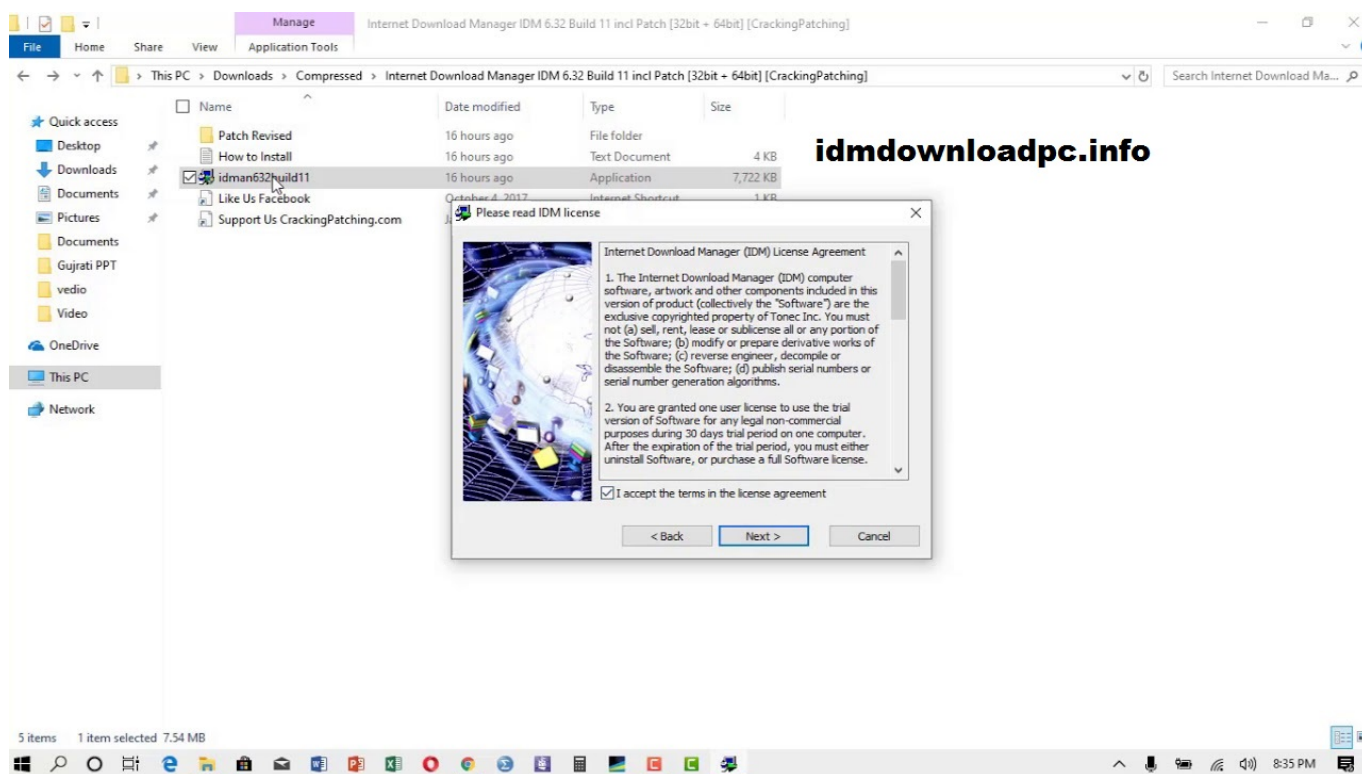 Manage
Internet Download Manager IDM 6.32 Build 11 incl Patch [32bit + 64bit] [CrackingPatching]
File Home Share View Application Tools
This PC > Downloads > Compressed > Internet Download Manager IDM 6.32 Build 11 incl Patch [32bit + 64bit] [CrackingPatching]
Search Internet Download Ma...
Quick access
Desktop
Downloads
Documents
Pictures
Documents
Gujrati PPT
vedio
Video
OneDrive
This PC
Network
Name Date modified Type Size
Patch Revised 16 hours ago File folder
How to Install 16 hours ago Text Document 4 KB
idman632build11 16 hours ago Application 7,722 KB
Like Us Facebook October 4, 2017 Internet Shortcut 1 KB
Support Us CrackingPatching.com
idmdownloadpc.info
Please read IDM license
Internet Download Manager (IDM) License Agreement
1. The Internet Download Manager (IDM) computer
software, artwork and other components included in this
version of product (collectively the "Software") are the
exclusive copyrighted property of Tonec Inc. You must
not (a) sell, rent, lease or sublicense all or any portion of
the Software; (b) modify or prepare derivative works of
the Software; (c) reverse engineer, decompile or
disassemble the Software; (d) publish serial numbers or
serial number generation algorithms.
2. You are granted one user license to use the trial
version of Software for any legal non-commercial
purposes during 30 days trial period on one computer.
After the expiration of the trial period, you must either
uninstall Software, or purchase a full Software license.
I accept the terms in the license agreement
< Back Next > Cancel
5 items 1 item selected 7.54 MB
8:35 PM